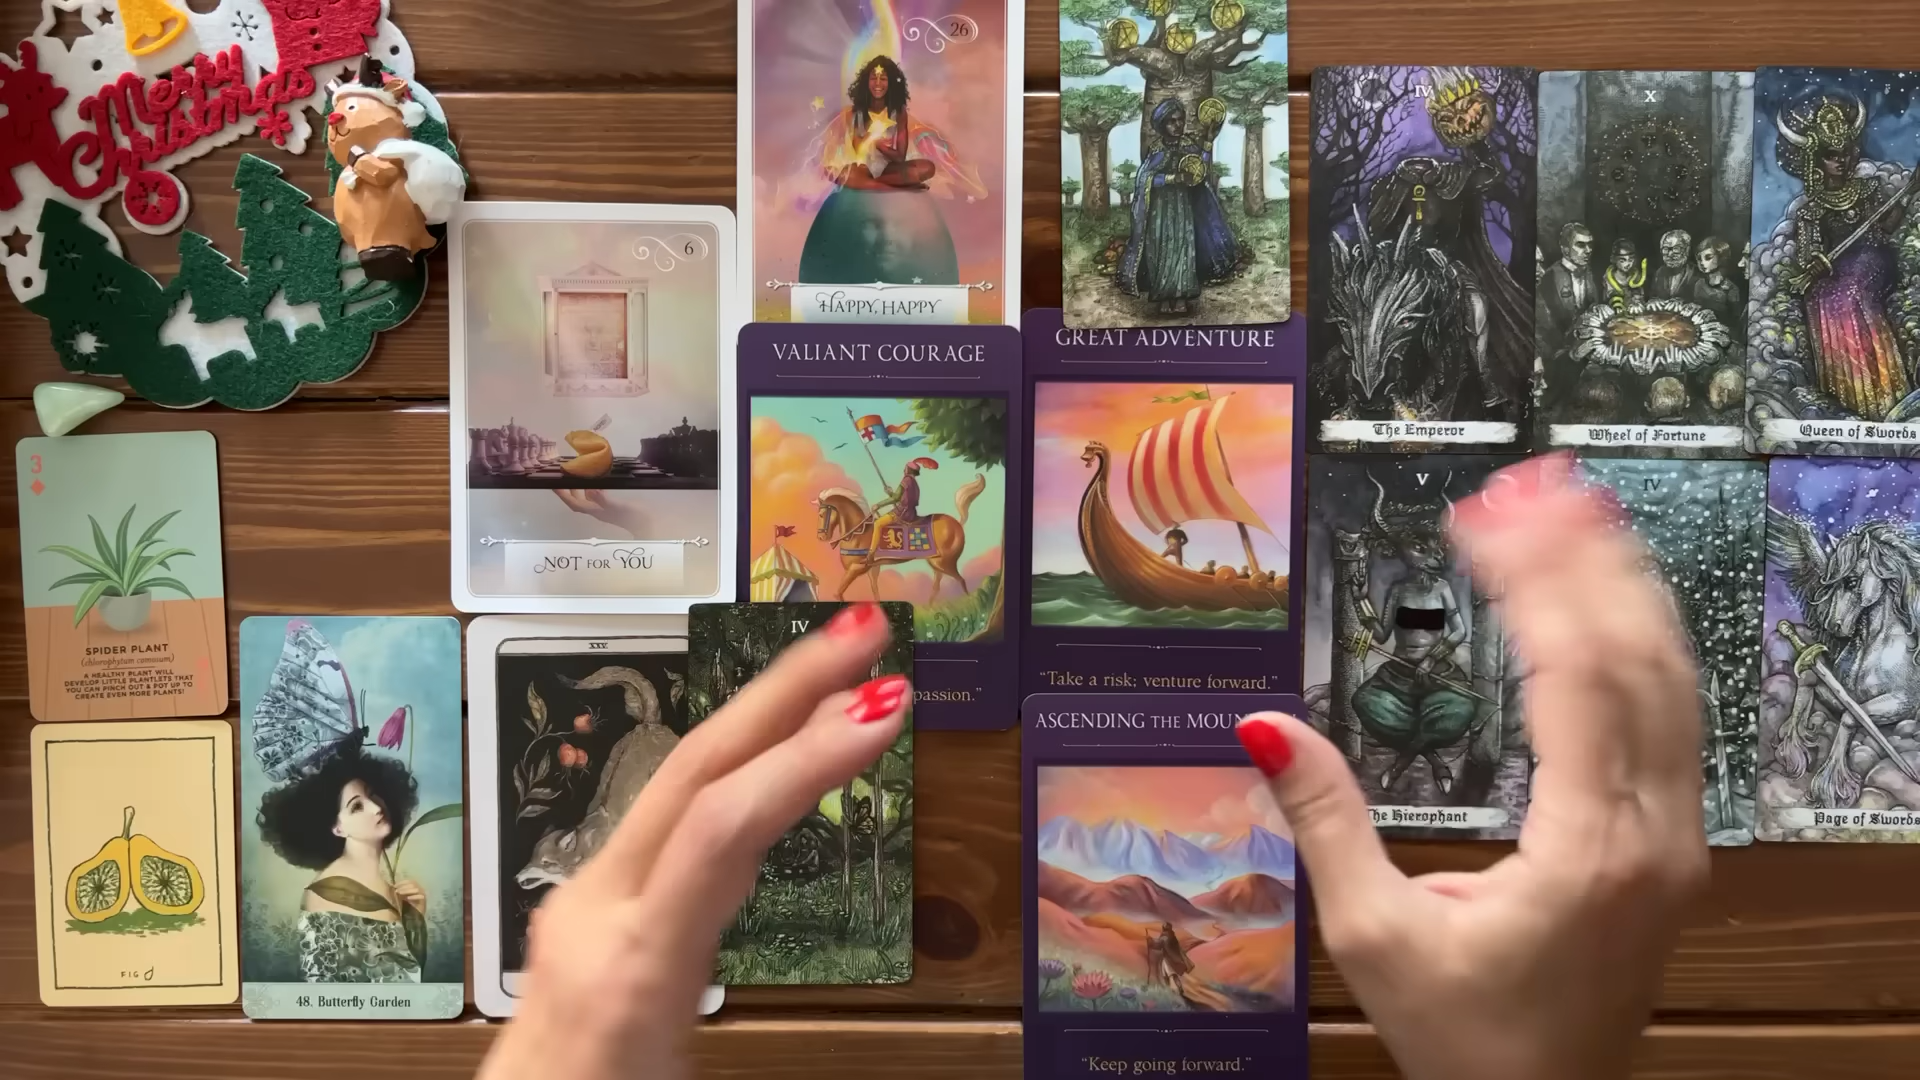 Merry
Christmas
26
HAPPY, HAPPY
6
NOT FOR YOU
VALIANT COURAGE
passion."
GREAT ADVENTURE
"Take a risk; venture forward."
ASCENDING THE MOUN
"Keep going forward."
IV
The Emperor
X
Wheel of Fortune
Queen of Swords
V
The Hierophant
IV
Page of Swords
3
SPIDER PLANT
(chlorophytum comosum)
A HEALTHY PLANT WILL
DEVELOP LITTLE PLANTLETS THAT
YOU CAN PINCH OUT & POT UP TO
CREATE EVEN MORE PLANTS!
FIG
48. Butterfly Garden
IV